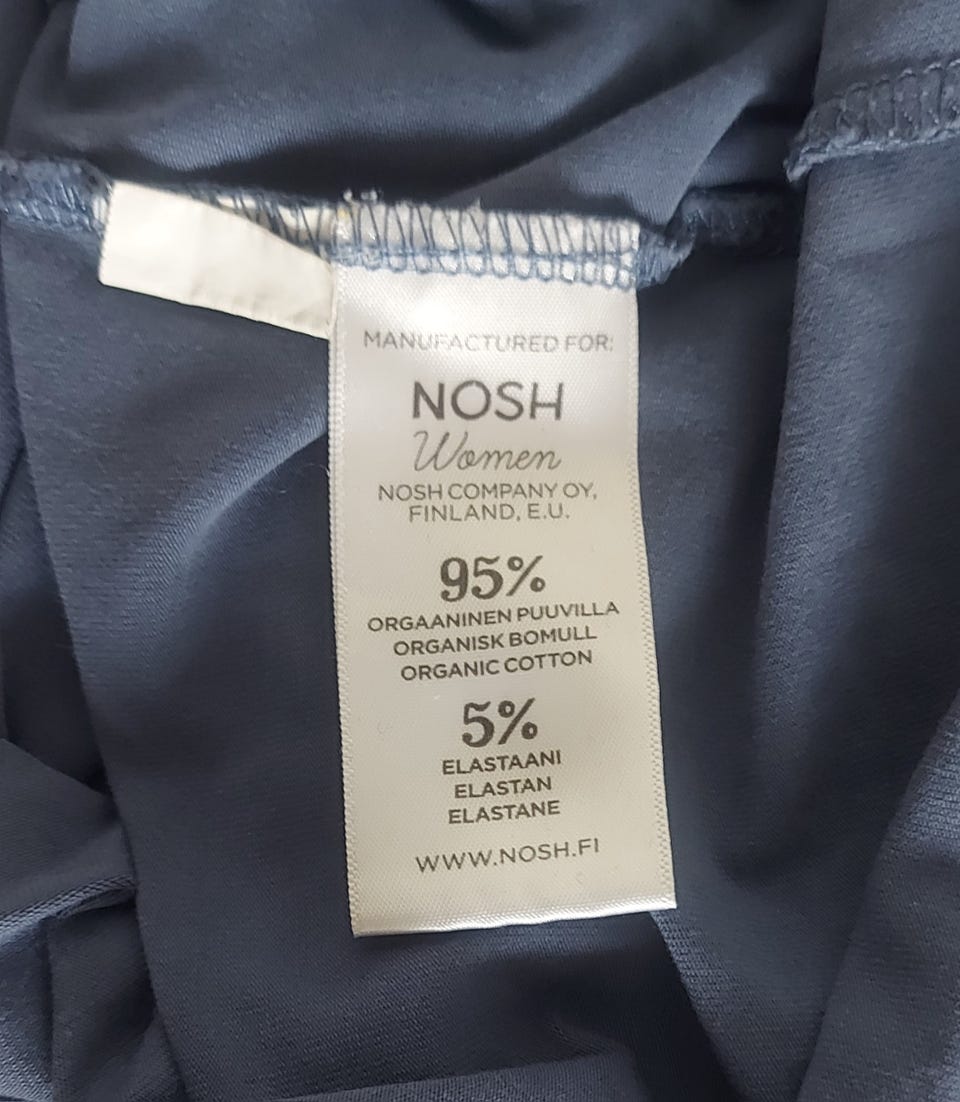 MANUFACTURED FOR:
NOSH
Women
NOSH COMPANY OY,
FINLAND, E.U.
95%
ORGAANINEN PUUVILLA
ORGANISK BOMULL
ORGANIC COTTON
5%
ELASTAANI
ELASTAN
ELASTANE
WWW.NOSH.FI